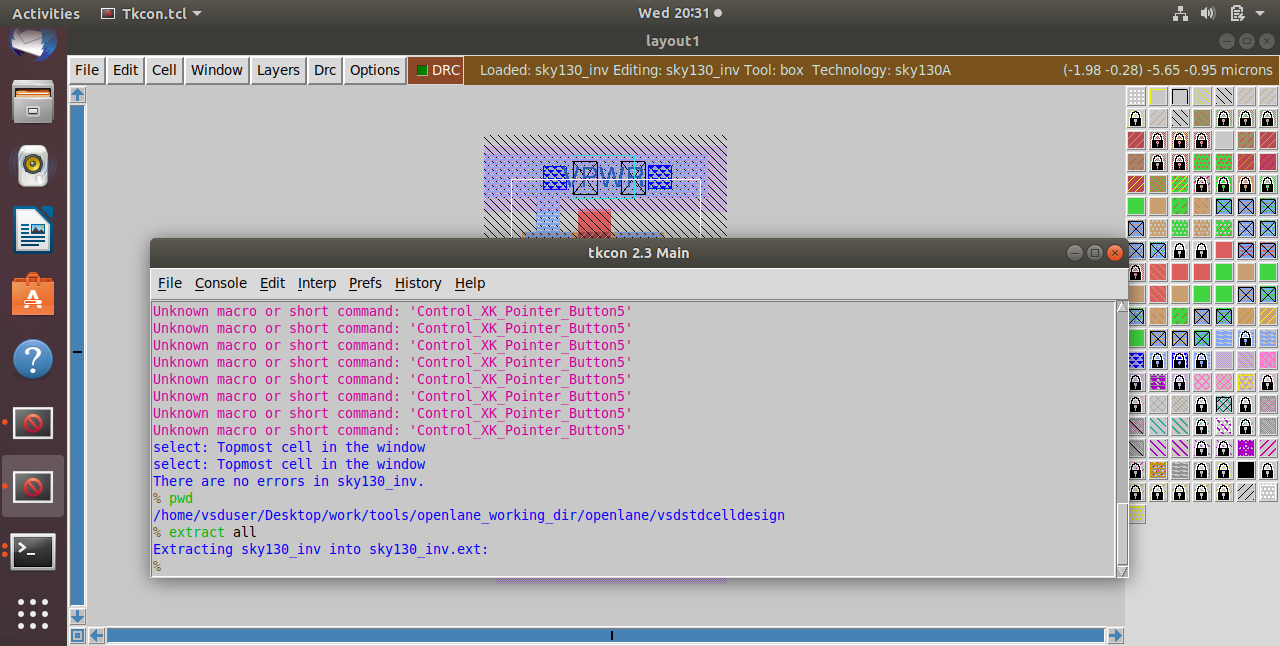 Activities Tkcon.tcl Wed 20:31
layout1
File Edit Cell Window Layers Drc Options DRC Loaded: sky130_inv Editing: sky130_inv Tool: box Technology: sky130A (-1.98 -0.28) -5.65 -0.95 microns
VPWR
tkcon 2.3 Main
File Console Edit Interp Prefs History Help
Unknown macro or short command: 'Control_XK_Pointer_Button5'
Unknown macro or short command: 'Control_XK_Pointer_Button5'
Unknown macro or short command: 'Control_XK_Pointer_Button5'
Unknown macro or short command: 'Control_XK_Pointer_Button5'
Unknown macro or short command: 'Control_XK_Pointer_Button5'
Unknown macro or short command: 'Control_XK_Pointer_Button5'
Unknown macro or short command: 'Control_XK_Pointer_Button5'
Unknown macro or short command: 'Control_XK_Pointer_Button5'
select: Topmost cell in the window
select: Topmost cell in the window
There are no errors in sky130_inv.
% pwd
/home/vsduser/Desktop/work/tools/openlane_working_dir/openlane/vsdstdcelldesign
% extract all
Extracting sky130_inv into sky130_inv.ext:
%